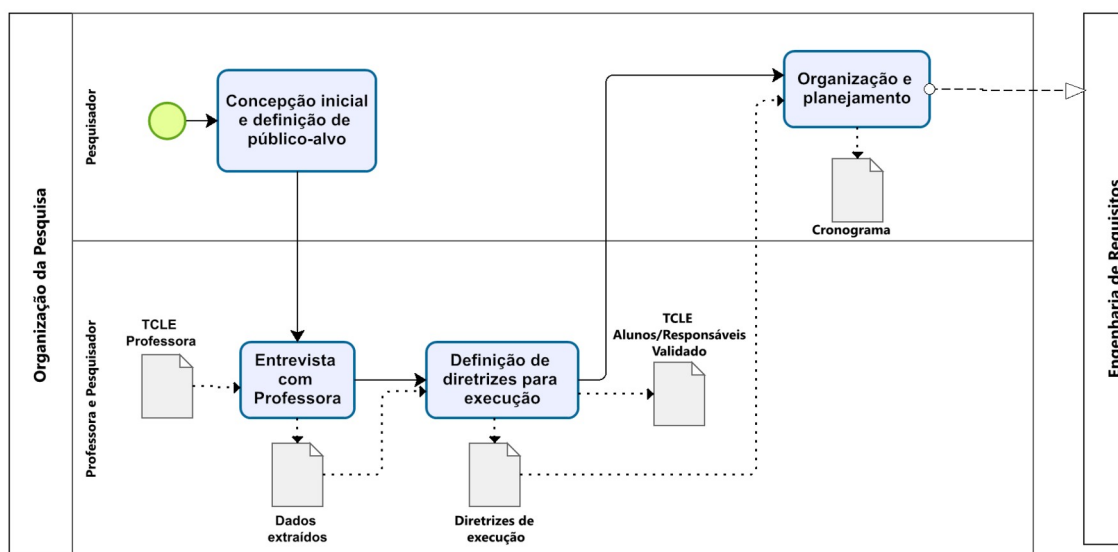 Organização da Pesquisa
Pesquisador
Concepção inicial
e definição de
público-alvo
Organização e
planejamento
Cronograma
Professora e Pesquisador
TCLE
Professora
Entrevista
com
Professora
Dados
extraídos
Definição de
diretrizes para
execução
Diretrizes de
execução
TCLE
Alunos/Responsáveis
Validado
Engenharia de Requisitos